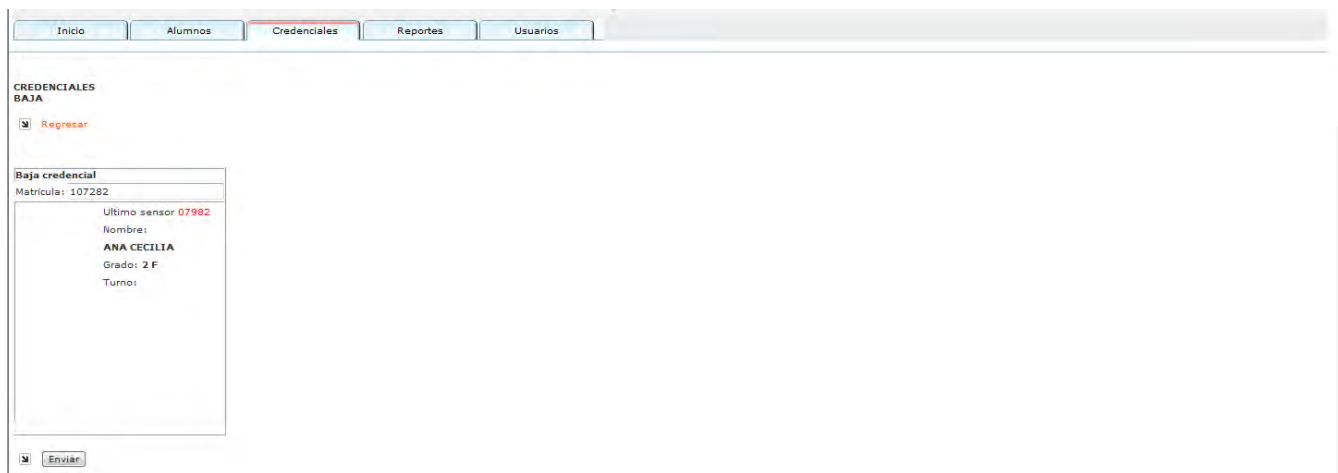 Inicio Alumnos Credenciales Reportes Usuarios
CREDENCIALES
BAJA
Regresar
Baja credencial
Matricula: 107282
Ultimo sensor 07982
Nombre:
ANA CECILIA
Grado: 2 F
Turno:
Enviar